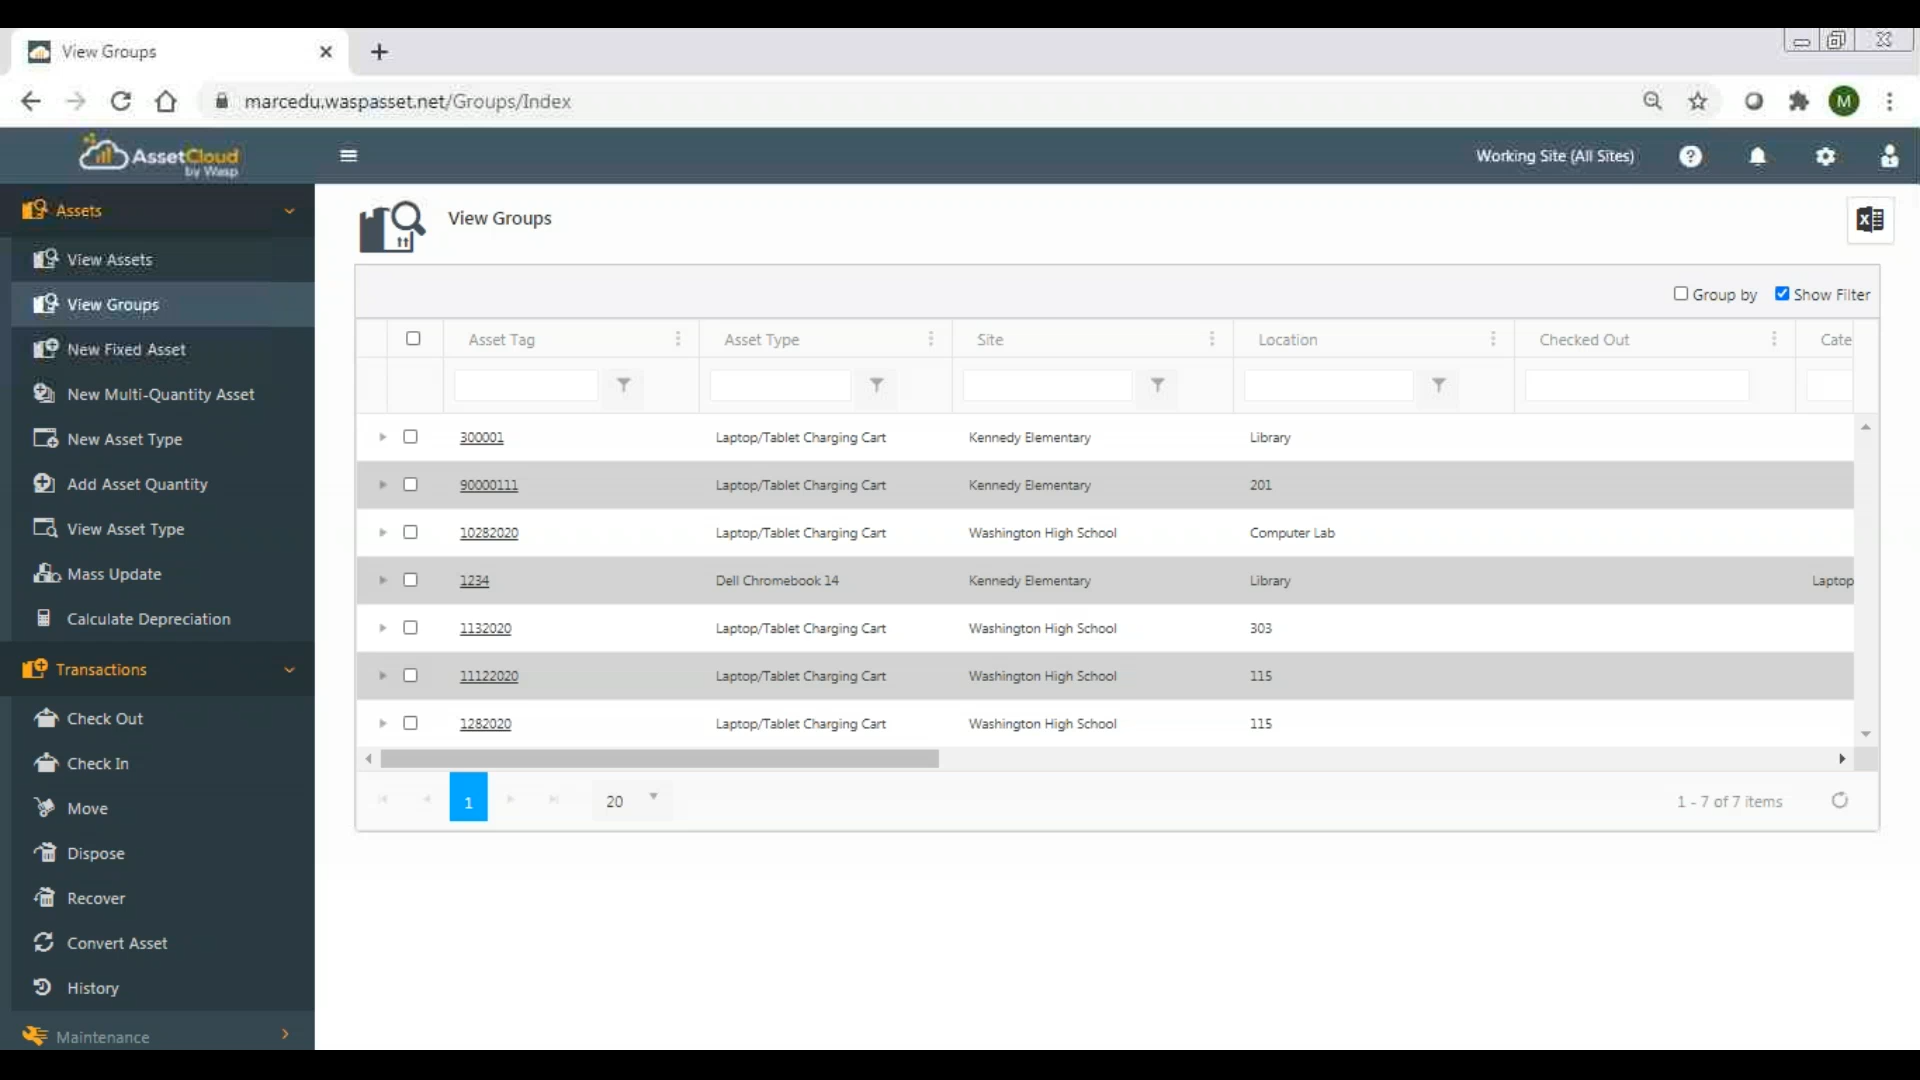 View Groups
marcedu.waspasset.net/Groups/Index
M
AssetCloud
by Wasp
Working Site (All Sites)
Assets
View Assets
View Groups
New Fixed Asset
New Multi-Quantity Asset
New Asset Type
Add Asset Quantity
View Asset Type
Mass Update
Calculate Depreciation
Transactions
Check Out
Check In
Move
Dispose
Recover
Convert Asset
History
Maintenance
View Groups
Group by Show Filter
Asset Tag Asset Type Site Location Checked Out Cate
300001 Laptop/Tablet Charging Cart Kennedy Elementary Library
90000111 Laptop/Tablet Charging Cart Kennedy Elementary 201
10282020 Laptop/Tablet Charging Cart Washington High School Computer Lab
1234 Dell Chromebook 14 Kennedy Elementary Library Laptop
1132020 Laptop/Tablet Charging Cart Washington High School 303
11122020 Laptop/Tablet Charging Cart Washington High School 115
1282020 Laptop/Tablet Charging Cart Washington High School 115
1 20 1 - 7 of 7 items